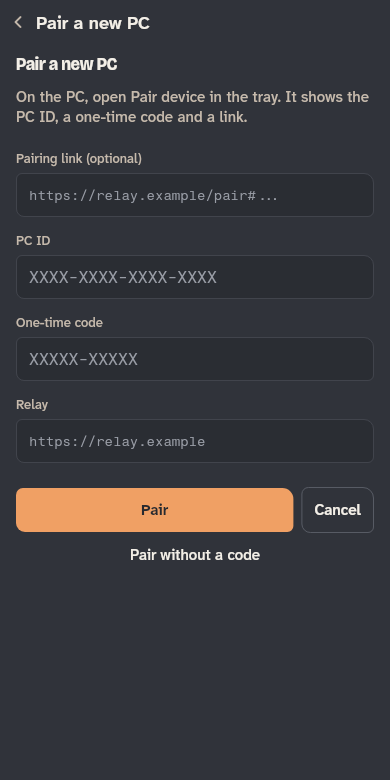 Pair a new PC
Pair a new PC
On the PC, open Pair device in the tray. It shows the
PC ID, a one-time code and a link.
Pairing link (optional)
https://relay.example/pair#...
PC ID
XXXX-XXXX-XXXX-XXXX
One-time code
XXXXX-XXXXX
Relay
https://relay.example
Pair
Cancel
Pair without a code